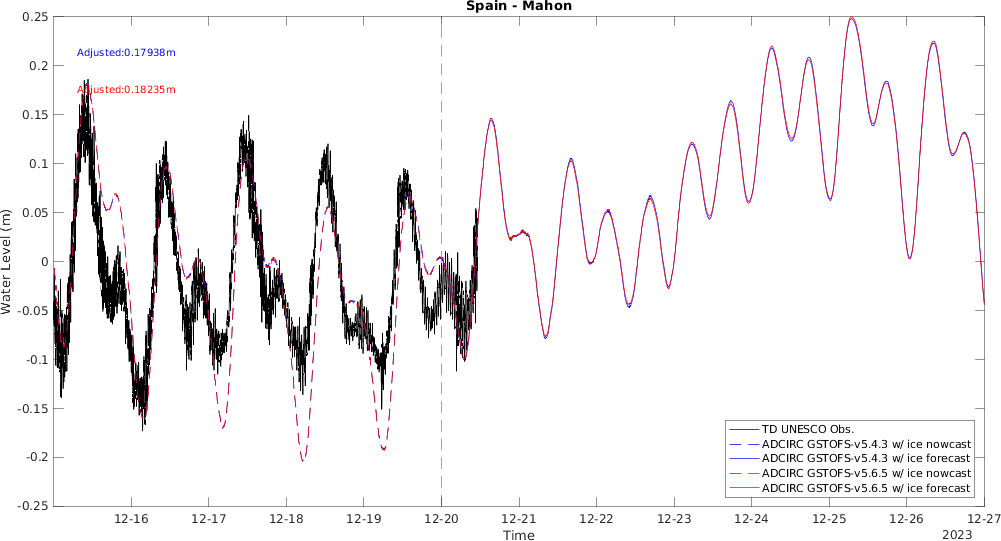 Spain - Mahon
0.25
0.2
0.15
0.1
0.05
0
-0.05
-0.1
-0.15
-0.2
-0.25
Water Level (m)
Adjusted:0.17938m
Adjusted:0.18235m
TD UNESCO Obs.
ADCIRC GSTOFS-v5.4.3 w/ ice nowcast
ADCIRC GSTOFS-v5.4.3 w/ ice forecast
ADCIRC GSTOFS-v5.6.5 w/ ice nowcast
ADCIRC GSTOFS-v5.6.5 w/ ice forecast
12-16 12-17 12-18 12-19 12-20 12-21 12-22 12-23 12-24 12-25 12-26 12-27
Time
2023